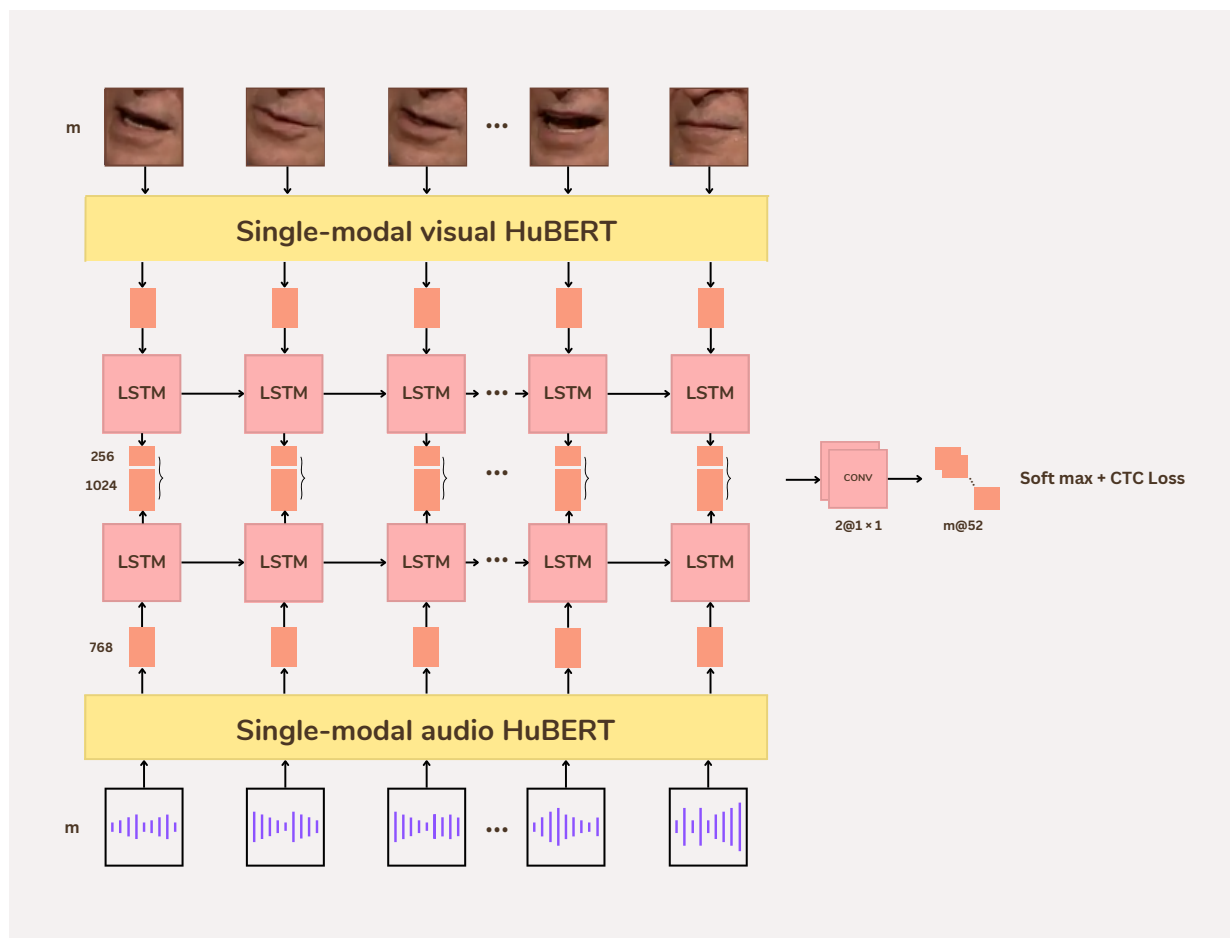 m
•••
Single-modal visual HuBERT
LSTM LSTM LSTM ••• LSTM LSTM
256
1024
•••
CONV
2@1 × 1
m@52
Soft max + CTC Loss
LSTM LSTM LSTM ••• LSTM LSTM
768
Single-modal audio HuBERT
m
•••